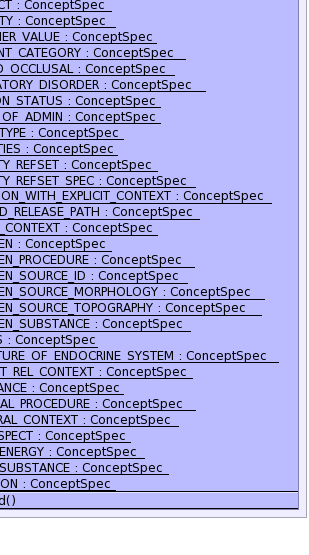 CT : ConceptSpec
TY : ConceptSpec
IER_VALUE : ConceptSpec
NT_CATEGORY : ConceptSpec
O_OCCLUSAL : ConceptSpec
ATORY_DISORDER : ConceptSpec
ON_STATUS : ConceptSpec
_OF_ADMIN : ConceptSpec
TYPE : ConceptSpec
TIES : ConceptSpec
TY_REFSET : ConceptSpec
TY_REFSET_SPEC : ConceptSpec
ION_WITH_EXPLICIT_CONTEXT : ConceptSpec
D_RELEASE_PATH : ConceptSpec
_CONTEXT : ConceptSpec
EN : ConceptSpec
EN_PROCEDURE : ConceptSpec
EN_SOURCE_ID : ConceptSpec
EN_SOURCE_MORPHOLOGY : ConceptSpec
EN_SOURCE_TOPOGRAPHY : ConceptSpec
EN_SUBSTANCE : ConceptSpec
S : ConceptSpec
TURE_OF_ENDOCRINE_SYSTEM : ConceptSpec
T_REL_CONTEXT : ConceptSpec
ANCE : ConceptSpec
AL_PROCEDURE : ConceptSpec
RAL_CONTEXT : ConceptSpec
SPECT : ConceptSpec
ENERGY : ConceptSpec
SUBSTANCE : ConceptSpec
ON : ConceptSpec
d()